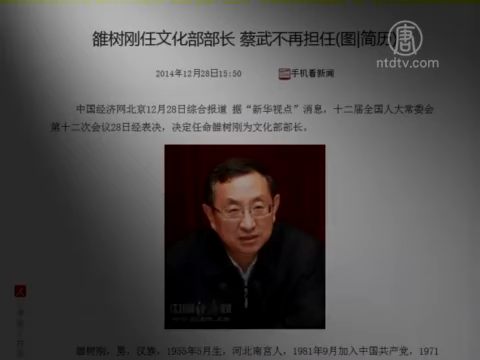 雒树刚任文化部部长 蔡武不再担任(图|简历)
唐
ntdtv.com
2014年12月28日15:50
手机看新闻
中国经济网北京12月28日综合报道 据“新华视点”消息，十二届全国人大常委会
第十二次会议28日经表决，决定任命雒树刚为文化部部长。
雒树刚，男，汉族，1955年5月生，河北南宫人，1981年9月加入中国共产党，1971